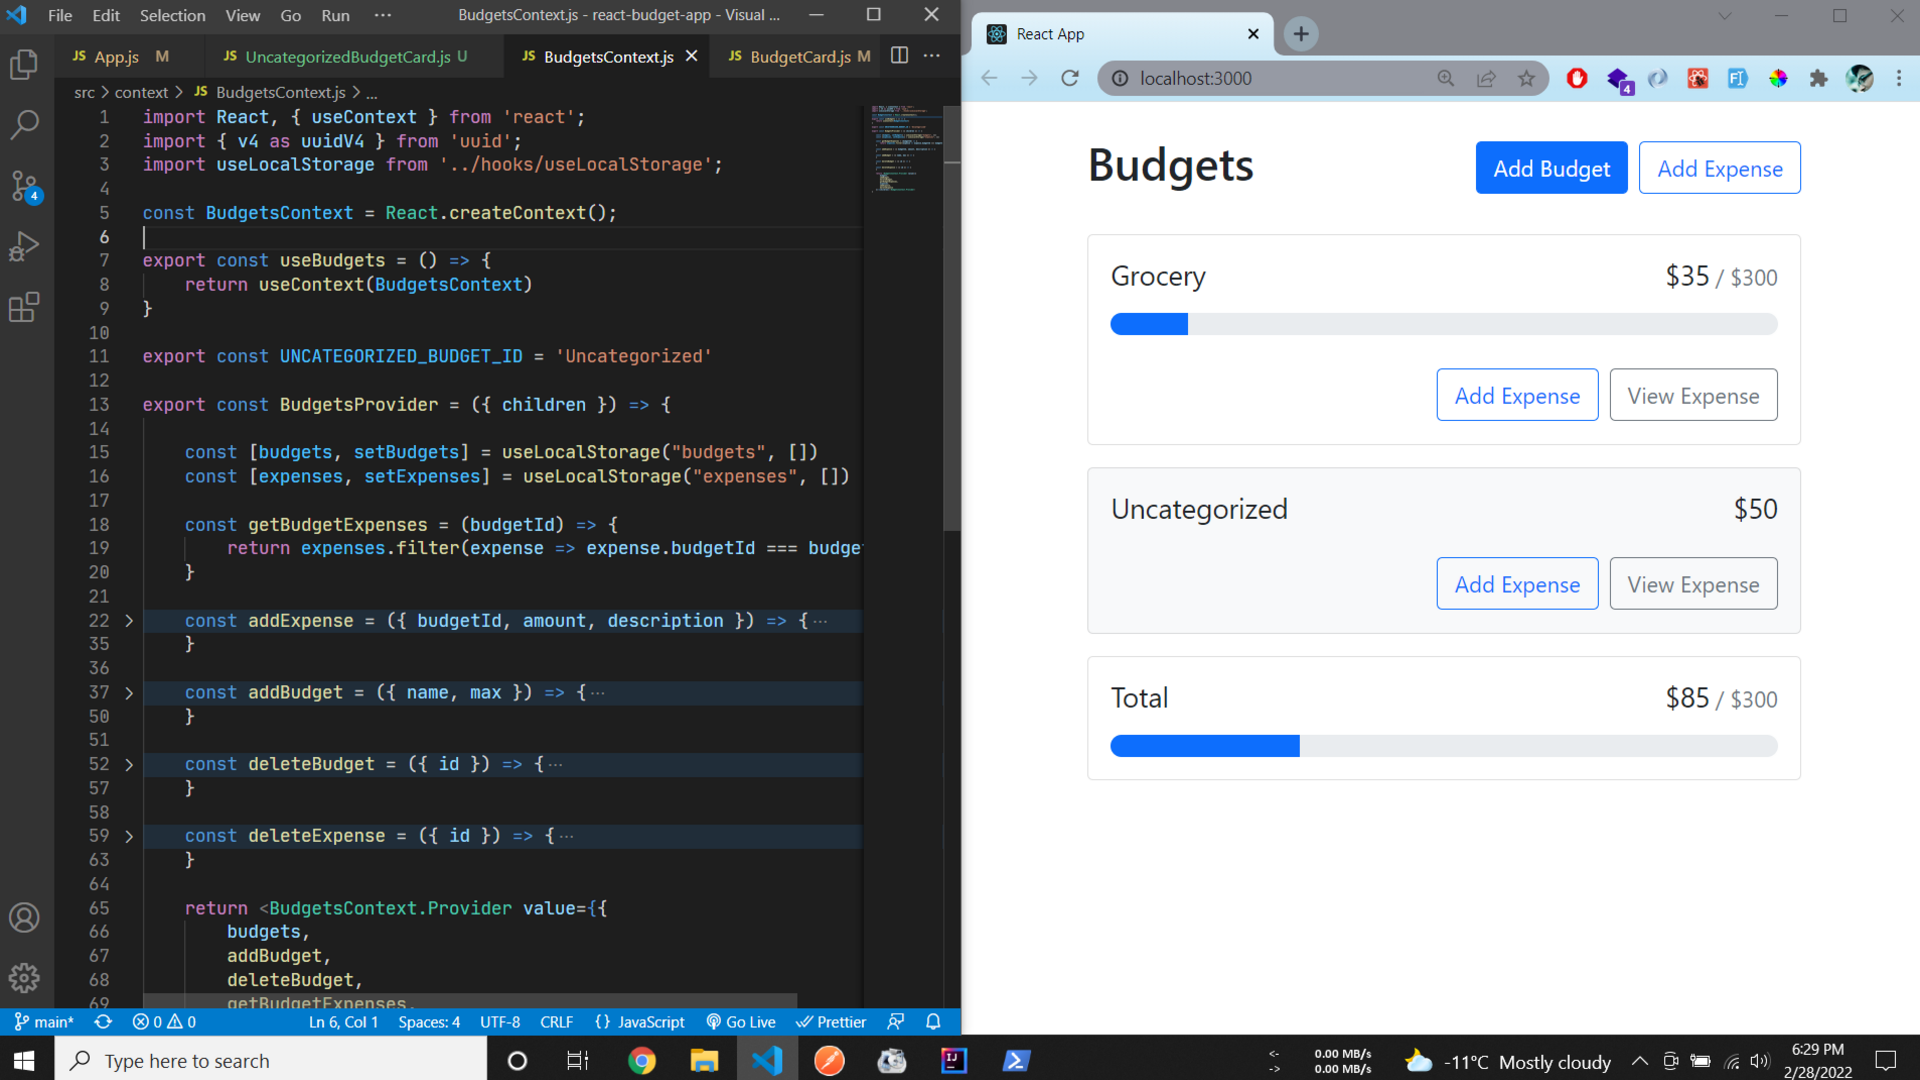 File Edit Selection View Go Run ··· BudgetsContext.js - react-budget-app - Visual ...
JS App.js M JS UncategorizedBudgetCard.js U JS BudgetsContext.js JS BudgetCard.js M
src > context > JS BudgetsContext.js > ...
1 import React, { useContext } from 'react';
2 import { v4 as uuidV4 } from 'uuid';
3 import useLocalStorage from '../hooks/useLocalStorage';
4
5 const BudgetsContext = React.createContext();
6
7 export const useBudgets = () => {
8 return useContext(BudgetsContext)
9 }
10
11 export const UNCATEGORIZED_BUDGET_ID = 'Uncategorized'
12
13 export const BudgetsProvider = ({ children }) => {
14
15 const [budgets, setBudgets] = useLocalStorage("budgets", [])
16 const [expenses, setExpenses] = useLocalStorage("expenses", [])
17
18 const getBudgetExpenses = (budgetId) => {
19 return expenses.filter(expense => expense.budgetId === budge
20 }
21
22 const addExpense = ({ budgetId, amount, description }) => {···
35 }
36
37 const addBudget = ({ name, max }) => {···
50 }
51
52 const deleteBudget = ({ id }) => {···
57 }
58
59 const deleteExpense = ({ id }) => {···
63 }
64
65 return <BudgetsContext.Provider value={{
66 budgets,
67 addBudget,
68 deleteBudget,
69 getBudgetExpenses,
4
main* 0 0 Ln 6, Col 1 Spaces: 4 UTF-8 CRLF {} JavaScript Go Live Prettier
React App
localhost:3000
4
Budgets Add Budget Add Expense
Grocery $35 / $300
Add Expense View Expense
Uncategorized $50
Add Expense View Expense
Total $85 / $300
Type here to search
IJ
<- 0.00 MB/s
-> 0.00 MB/s
-11°C Mostly cloudy
6:29 PM
2/28/2022